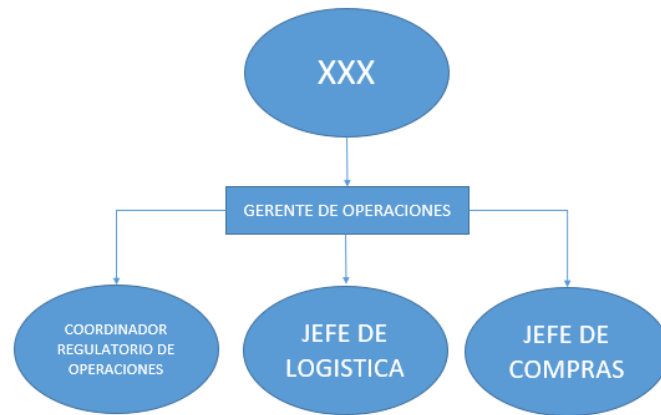 XXX
GERENTE DE OPERACIONES
COORDINADOR
REGULATORIO DE
OPERACIONES
JEFE DE
LOGISTICA
JEFE DE
COMPRAS